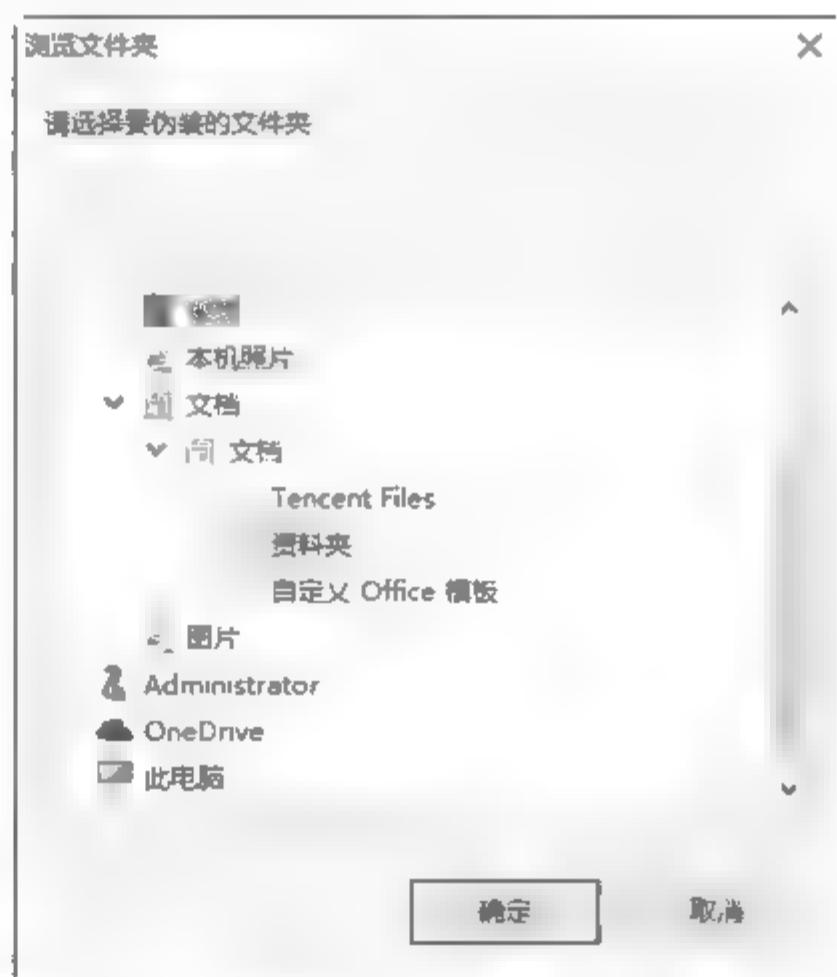 浏览文件夹
请选择要伪装的文件夹
本机照片
文档
文档
Tencent Files
资料夹
自定义 Office 模板
图片
Administrator
OneDrive
此电脑
确定 取消